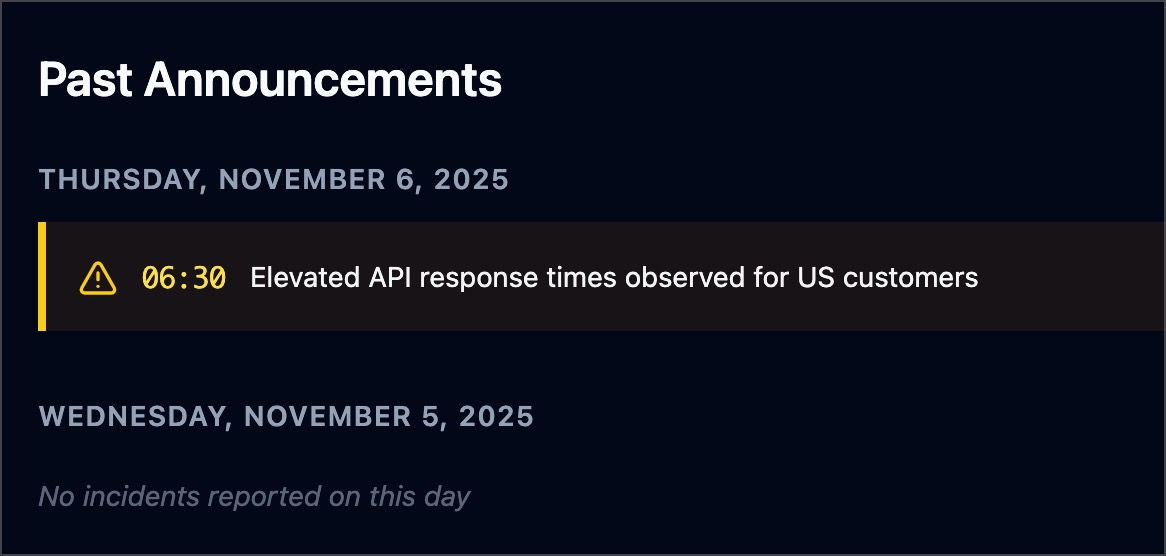 Past Announcements
THURSDAY, NOVEMBER 6, 2025
06:30 Elevated API response times observed for US customers
WEDNESDAY, NOVEMBER 5, 2025
No incidents reported on this day